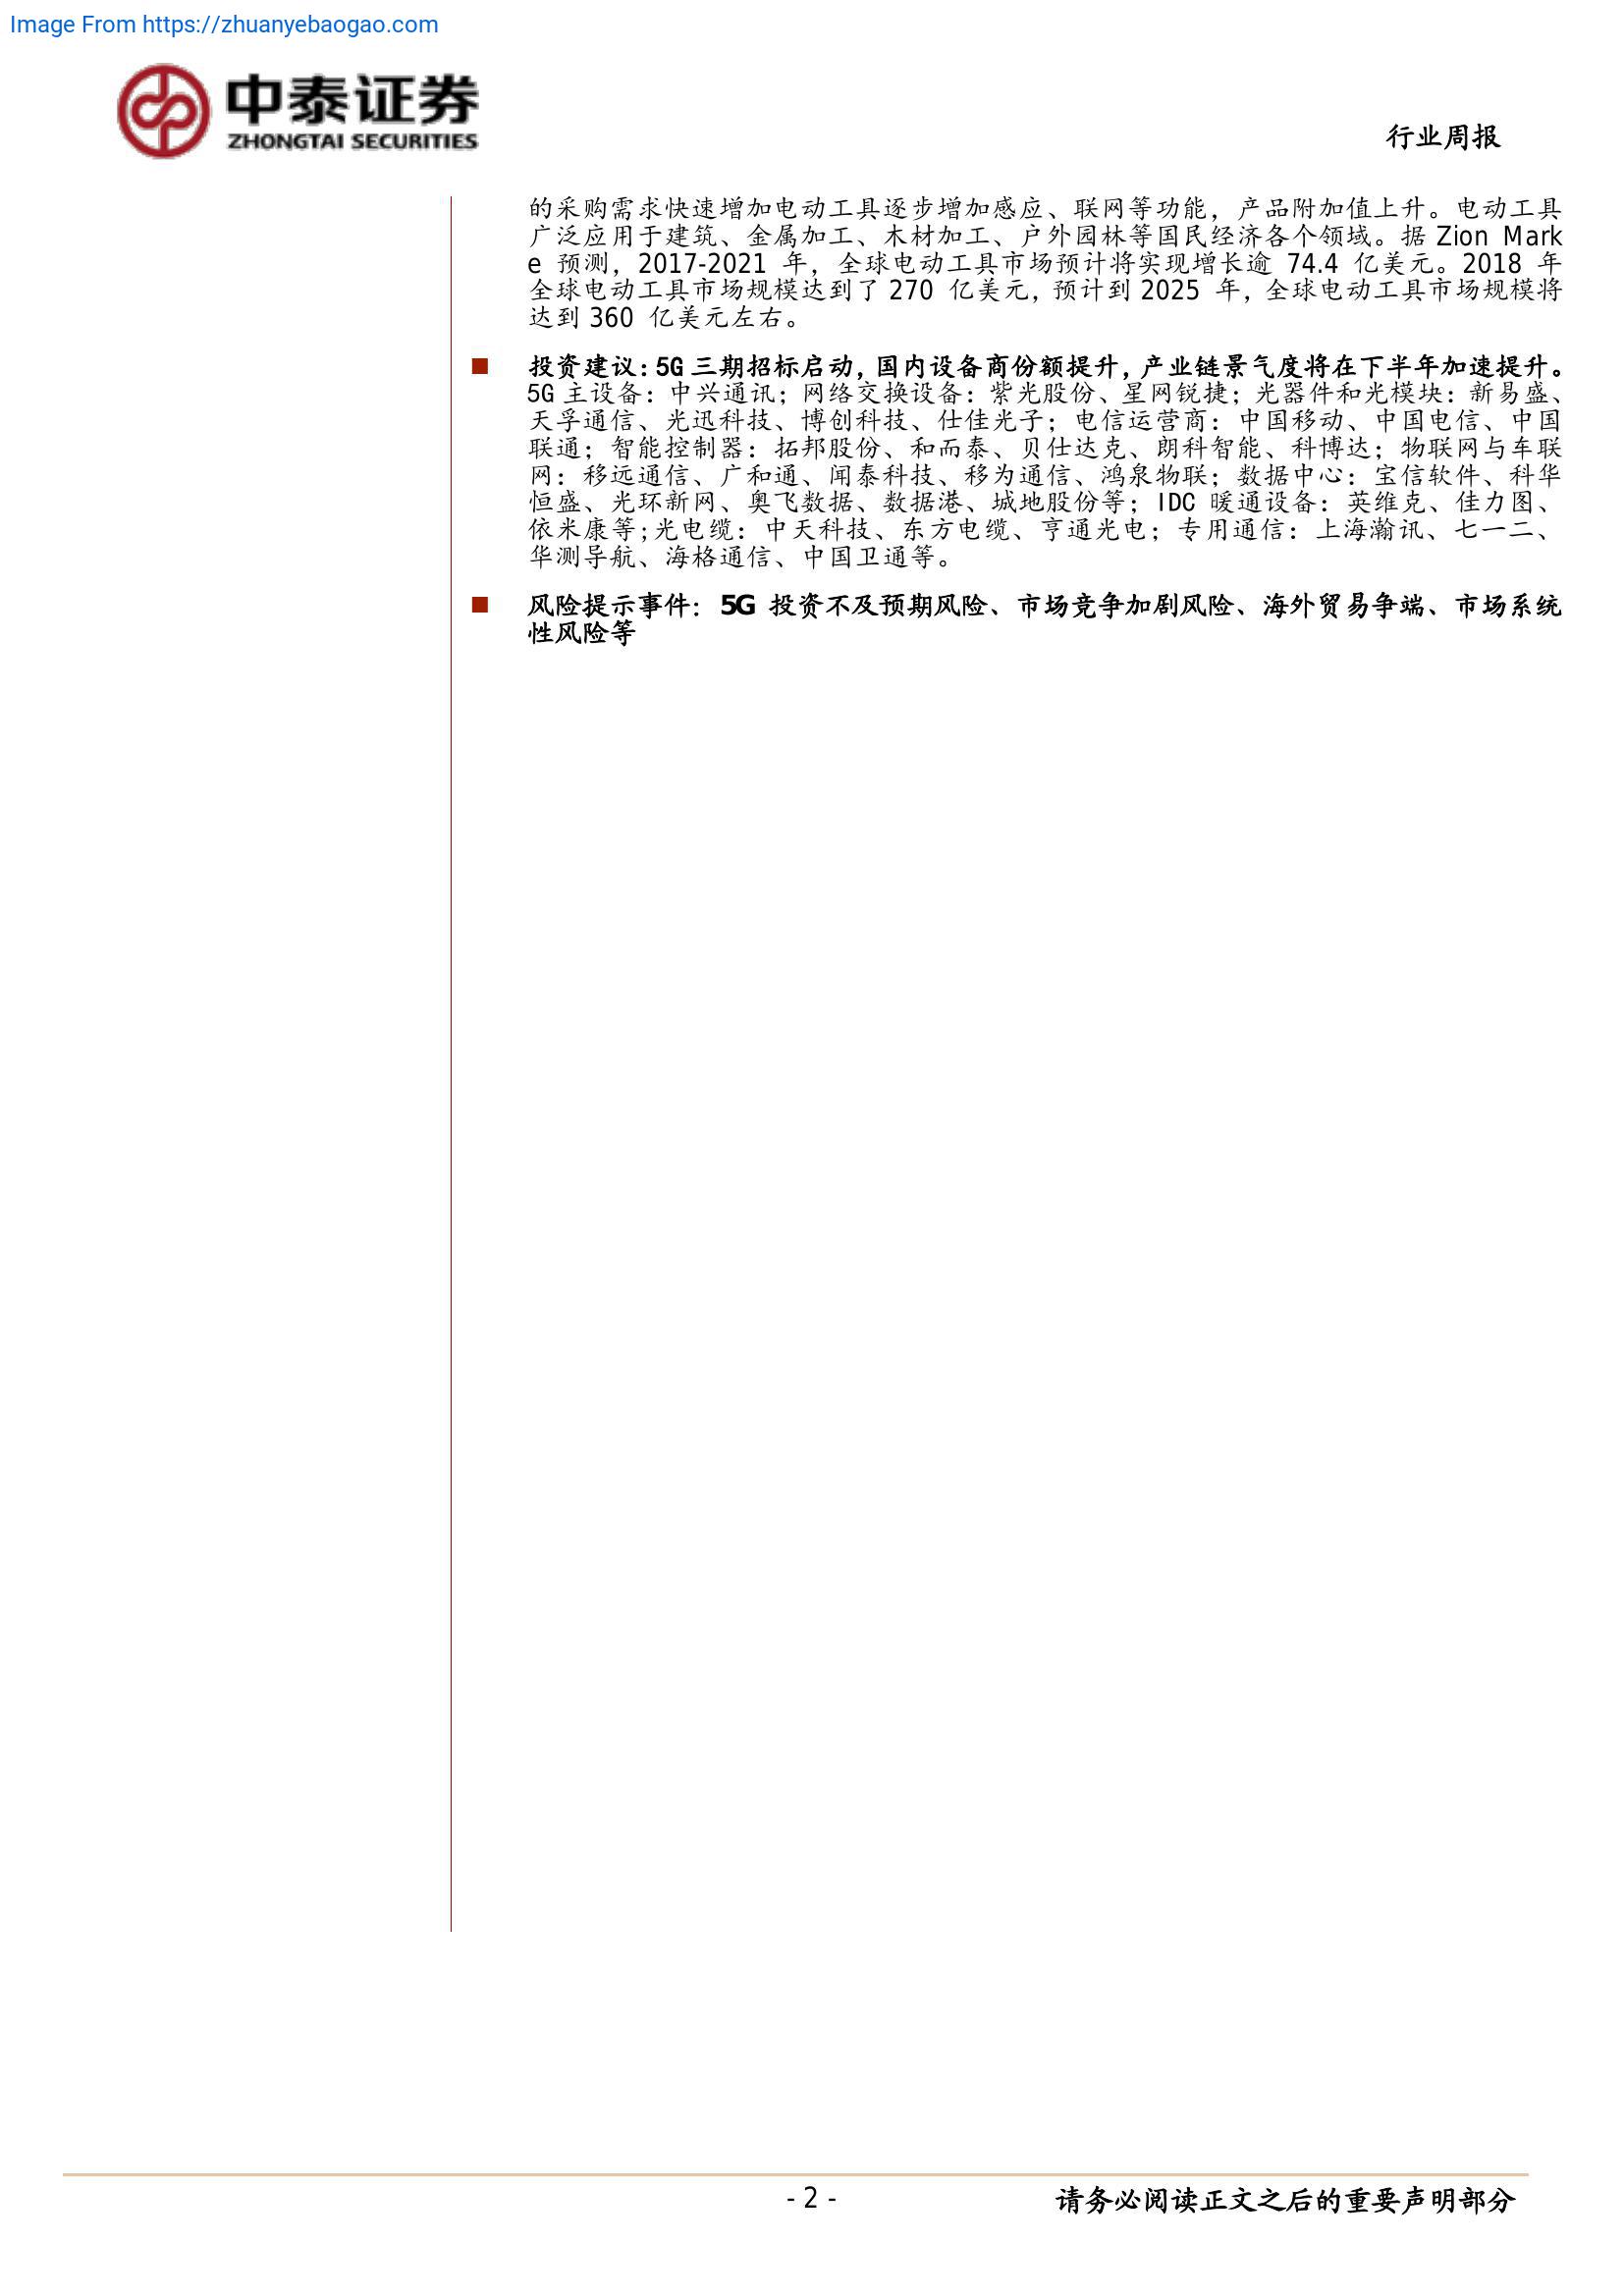 Image From https://zhuanyebaogao.com
中泰证券
ZHONGTAI SECURITIES
行业周报
的采购需求快速增加电动工具逐步增加感应、联网等功能，产品附加值上升。电动工具
广泛应用于建筑、金属加工、木材加工、户外园林等国民经济各个领域。据 Zion Mark
e 预测，2017-2021 年，全球电动工具市场预计将实现增长逾 74.4 亿美元。2018 年
全球电动工具市场规模达到了 270 亿美元，预计到 2025 年，全球电动工具市场规模将
达到 360 亿美元左右。
■ 投资建议：5G 三期招标启动，国内设备商份额提升，产业链景气度将在下半年加速提升。
5G 主设备：中兴通讯；网络交换设备：紫光股份、星网锐捷；光器件和光模块：新易盛、
天孚通信、光迅科技、博创科技、仕佳光子；电信运营商：中国移动、中国电信、中国
联通；智能控制器：拓邦股份、和而泰、贝仕达克、朗科智能、科博达；物联网与车联
网：移远通信、广和通、闻泰科技、移为通信、鸿泉物联；数据中心：宝信软件、科华
恒盛、光环新网、奥飞数据、数据港、城地股份等；IDC 暖通设备：英维克、佳力图、
依米康等;光电缆：中天科技、东方电缆、亨通光电；专用通信：上海瀚讯、七一二、
华测导航、海格通信、中国卫通等。
■ 风险提示事件：5G 投资不及预期风险、市场竞争加剧风险、海外贸易争端、市场系统
性风险等
- 2 -
请务必阅读正文之后的重要声明部分